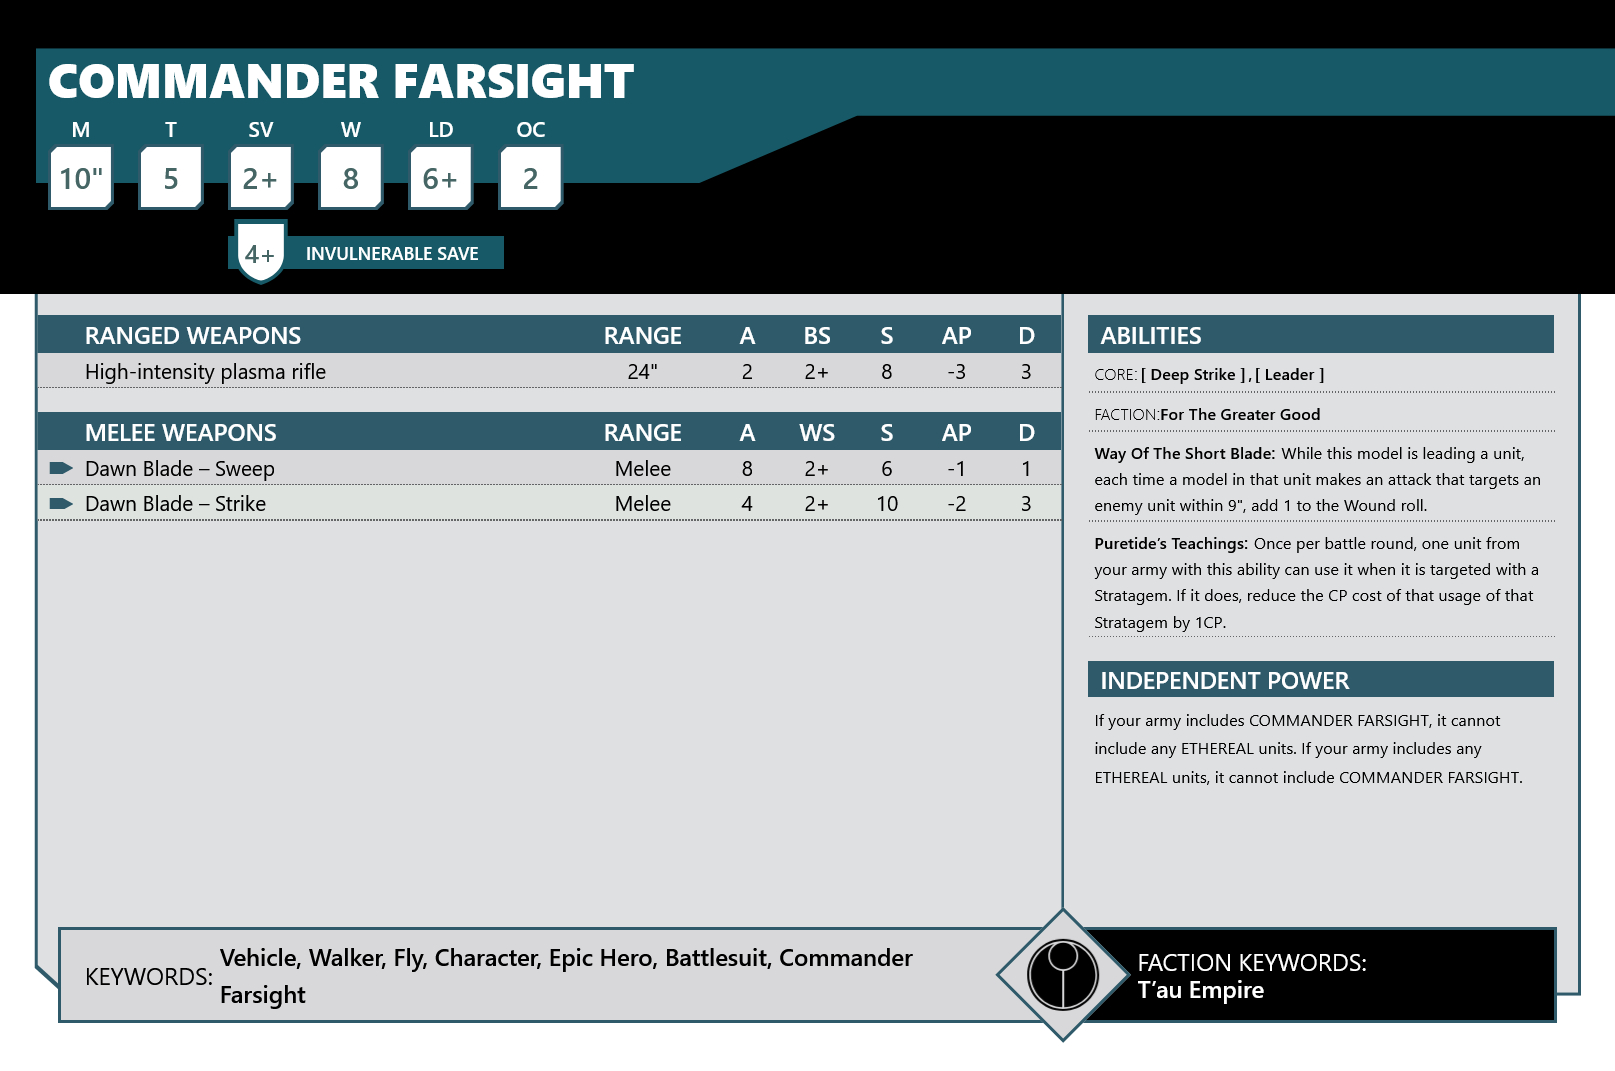 COMMANDER FARSIGHT
M T SV W LD OC
10" 5 2+ 8 6+ 2
4+ INVULNERABLE SAVE
RANGED WEAPONS RANGE A BS S AP D
High-intensity plasma rifle 24" 2 2+ 8 -3 3
MELEE WEAPONS RANGE A WS S AP D
Dawn Blade – Sweep Melee 8 2+ 6 -1 1
Dawn Blade – Strike Melee 4 2+ 10 -2 3
ABILITIES
CORE: [ Deep Strike ] , [ Leader ]
FACTION:For The Greater Good
Way Of The Short Blade: While this model is leading a unit,
each time a model in that unit makes an attack that targets an
enemy unit within 9", add 1 to the Wound roll.
Puretide’s Teachings: Once per battle round, one unit from
your army with this ability can use it when it is targeted with a
Stratagem. If it does, reduce the CP cost of that usage of that
Stratagem by 1CP.
INDEPENDENT POWER
If your army includes COMMANDER FARSIGHT, it cannot
include any ETHEREAL units. If your army includes any
ETHEREAL units, it cannot include COMMANDER FARSIGHT.
KEYWORDS: Vehicle, Walker, Fly, Character, Epic Hero, Battlesuit, Commander
Farsight
FACTION KEYWORDS:
T’au Empire